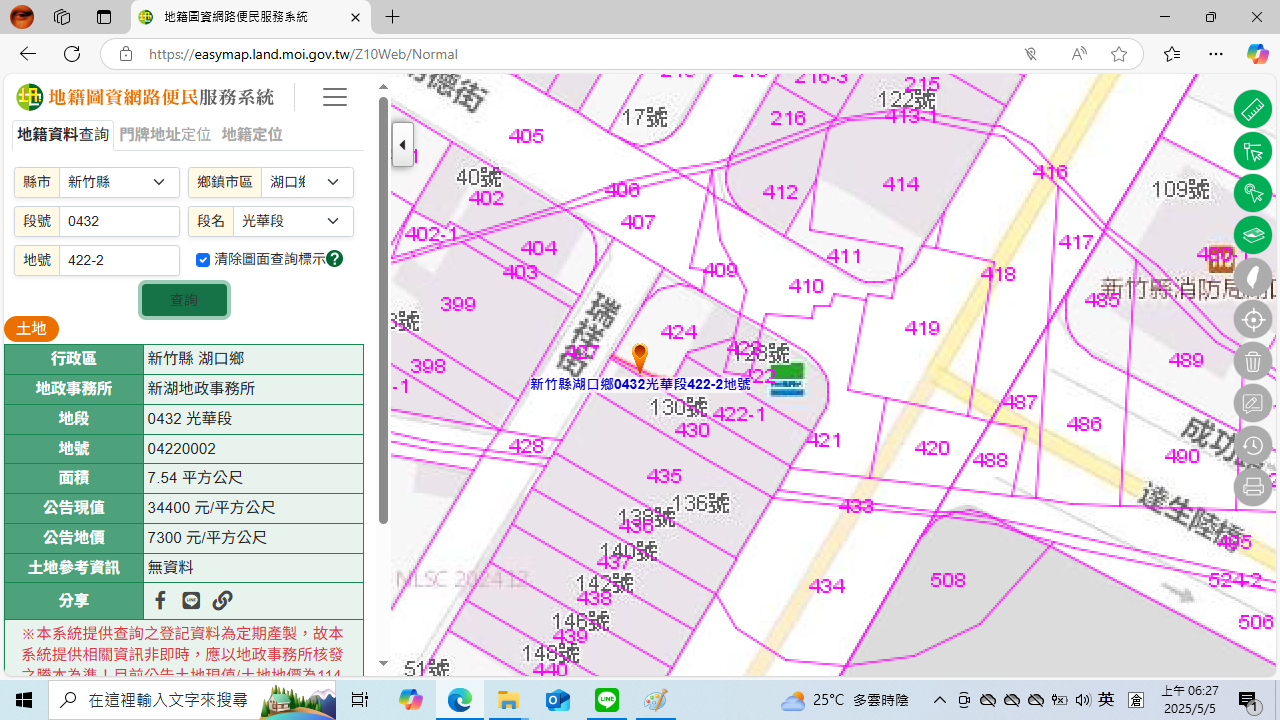 地籍圖資網路便民服務系統
https://easymap.land.moi.gov.tw/Z10Web/Normal
地籍圖資網路便民服務系統
地籍資料查詢 門牌地址定位 地籍定位
縣市 新竹縣 鄉鎮市區 湖口鄉
段號 0432 段名 光華段
地號 422-2 清除圖面查詢標示
查詢
土地
行政區 新竹縣 湖口鄉
地政事務所 新湖地政事務所
地段 0432 光華段
地號 04220002
面積 7.54 平方公尺
公告現值 34400 元/平方公尺
公告地價 7300 元/平方公尺
土地參考資訊 無資料
分享
※本系統提供查詢之登記資料為定期產製，故本
系統提供相關資訊非即時，應以地政事務所核發
之謄本為準！目前公告土地現值/土地地價為114
216-3
215
122號
413-1
17號
216
405
416
40號
402
406
412
414
109號
407
402-1
404
411
417
403
409
418
410
399
485
新竹縣消防局
424
419
489
398
128號
422
新竹縣湖口鄉0432光華段422-2地號
130號
422-1
430
487
486
421
420
428
488
490
成功
435
136號
433
達生陸橋
138號
436
495
140號
437
NLSC
142號
438
434
508
524-2
146號
439
506
148號
51號
440
在這裡輸入文字來搜尋
25°C 多雲時陰
英
上午 06:27
2025/5/5
1